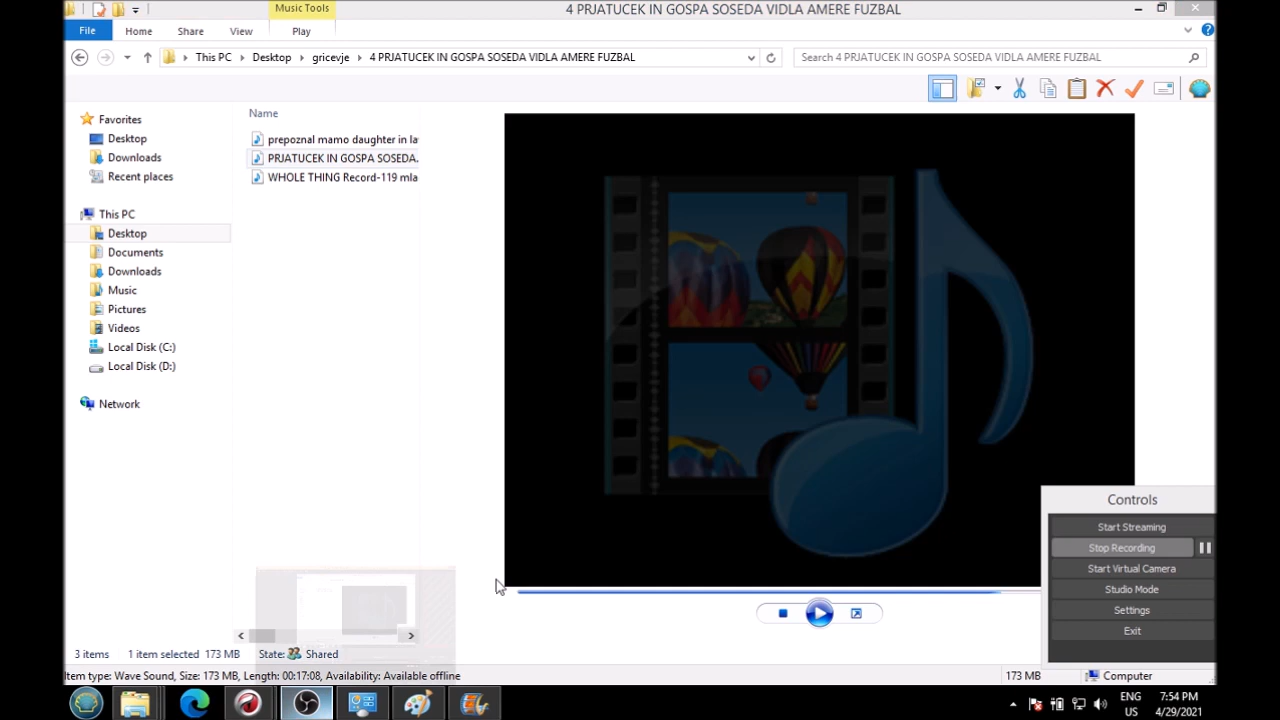 Music Tools
4 PRJATUCEK IN GOSPA SOSEDA VIDLA AMERE FUZBAL
File Home Share View Play
This PC Desktop gricevje 4 PRJATUCEK IN GOSPA SOSEDA VIDLA AMERE FUZBAL
Search 4 PRJATUCEK IN GOSPA SOSEDA VIDLA AMERE FUZBAL
Favorites
Desktop
Downloads
Recent places
This PC
Desktop
Documents
Downloads
Music
Pictures
Videos
Local Disk (C:)
Local Disk (D:)
Network
Name
prepoznal mamo daughter in la
PRJATUCEK IN GOSPA SOSEDA.
WHOLE THING Record-119 mla
Controls
Start Streaming
Stop Recording
Start Virtual Camera
Studio Mode
Settings
Exit
3 items 1 item selected 173 MB State: Shared
Item type: Wave Sound, Size: 173 MB, Length: 00:17:08, Availability: Available offline
173 MB Computer
ENG 7:54 PM
US 4/29/2021